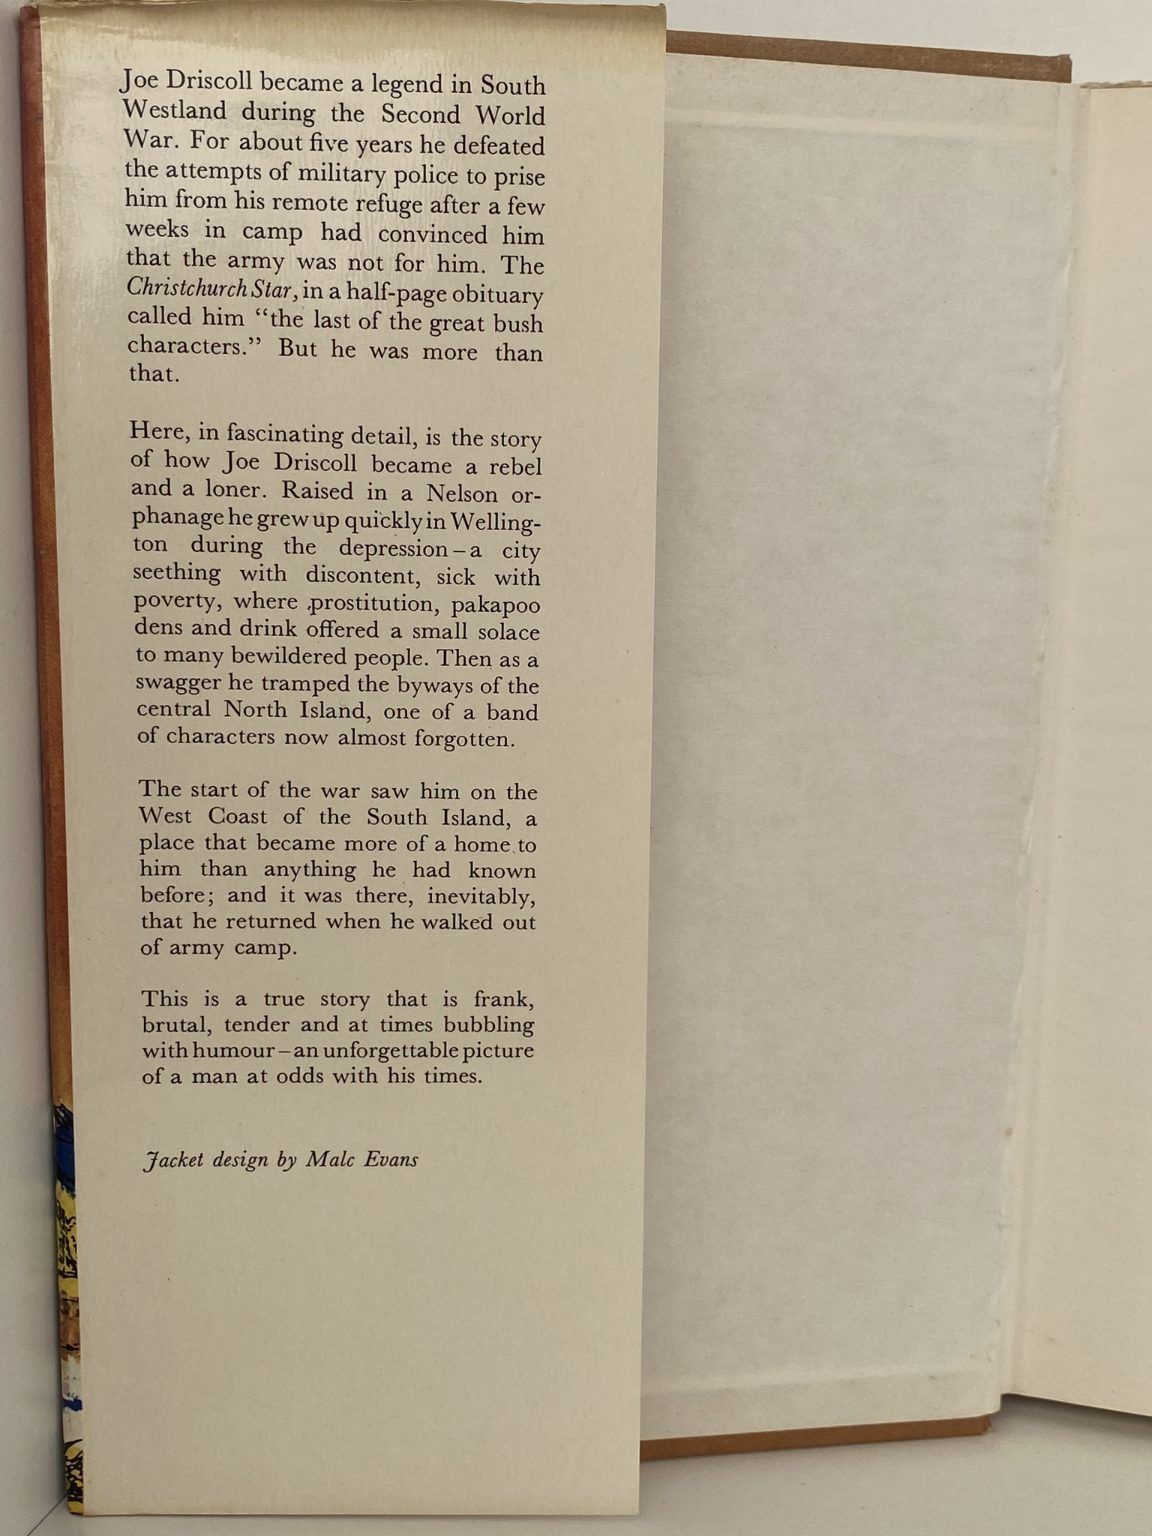 Joe Driscoll became a legend in South
Westland during the Second World
War. For about five years he defeated
the attempts of military police to prise
him from his remote refuge after a few
weeks in camp had convinced him
that the army was not for him. The
Christchurch Star, in a half-page obituary
called him “the last of the great bush
characters.” But he was more than
that.
Here, in fascinating detail, is the story
of how Joe Driscoll became a rebel
and a loner. Raised in a Nelson or-
phanage he grew up quickly in Welling-
ton during the depression – a city
seething with discontent, sick with
poverty, where prostitution, pakapoo
dens and drink offered a small solace
to many bewildered people. Then as a
swagger he tramped the byways of the
central North Island, one of a band
of characters now almost forgotten.
The start of the war saw him on the
West Coast of the South Island, a
place that became more of a home to
him than anything he had known
before; and it was there, inevitably,
that he returned when he walked out
of army camp.
This is a true story that is frank,
brutal, tender and at times bubbling
with humour – an unforgettable picture
of a man at odds with his times.
Jacket design by Malc Evans